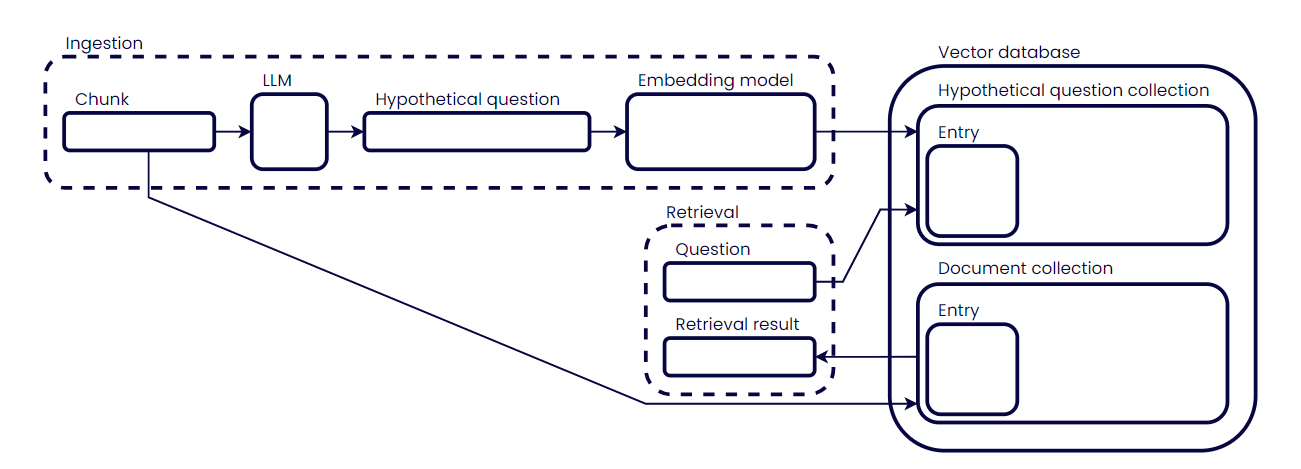 Ingestion
Chunk
LLM
Hypothetical question
Embedding model
Vector database
Hypothetical question collection
Entry
Retrieval
Question
Retrieval result
Document collection
Entry